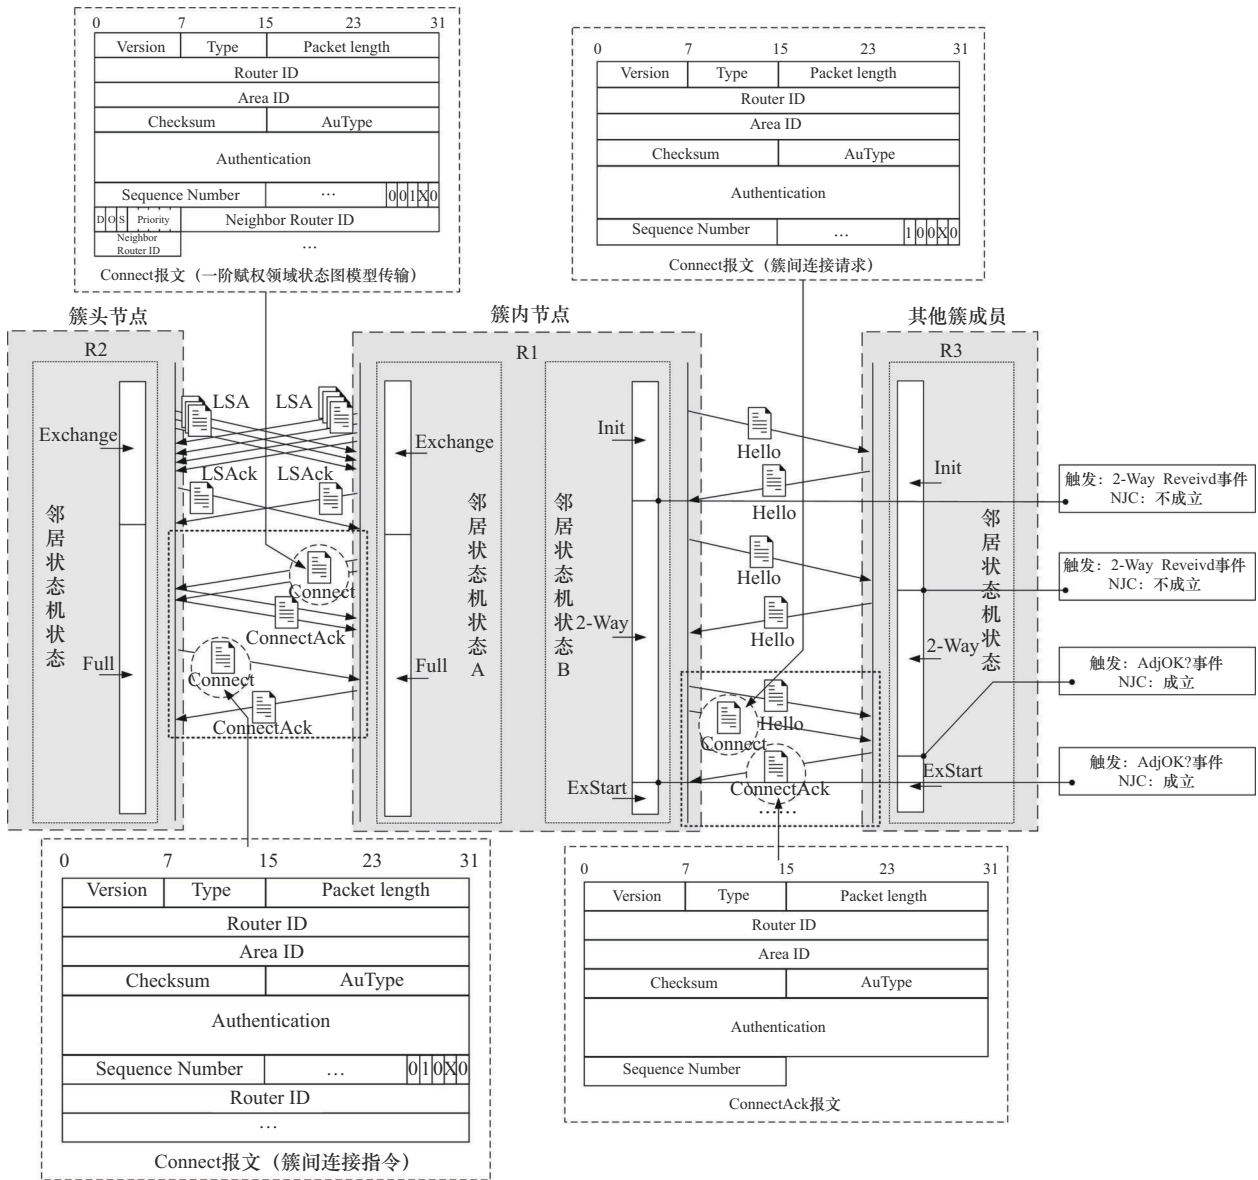 0 7 15 23 31
Version Type Packet length
Router ID
Area ID
Checksum AuType
Authentication
Sequence Number … 0 0 1 X 0
D O S Priority Neighbor Router ID
Neighbor
Router ID
…
Connect报文（一阶赋权领域状态图模型传输）
0 7 15 23 31
Version Type Packet length
Router ID
Area ID
Checksum AuType
Authentication
Sequence Number … 1 0 0 X 0
Connect报文（簇间连接请求）
簇头节点
R2
Exchange
邻居状态机状态
Full
LSA LSA
LSAck LSAck
Connect
ConnectAck
Connect
ConnectAck
簇内节点
R1
Exchange
邻居状态机状态A
Full
Init
邻居状态机状态B
2-Way
ExStart
Hello
Hello
Hello
Hello
Hello
Connect
ConnectAck
……
其他簇成员
R3
Init
邻居状态机状态
2-Way
ExStart
触发：2-Way Reveivd事件
NJC：不成立
触发：2-Way Reveivd事件
NJC：不成立
触发：AdjOK?事件
NJC：成立
触发：AdjOK?事件
NJC：成立
0 7 15 23 31
Version Type Packet length
Router ID
Area ID
Checksum AuType
Authentication
Sequence Number … 0 1 0 X 0
Router ID
…
Connect报文（簇间连接指令）
0 7 15 23 31
Version Type Packet length
Router ID
Area ID
Checksum AuType
Authentication
Sequence Number
ConnectAck报文